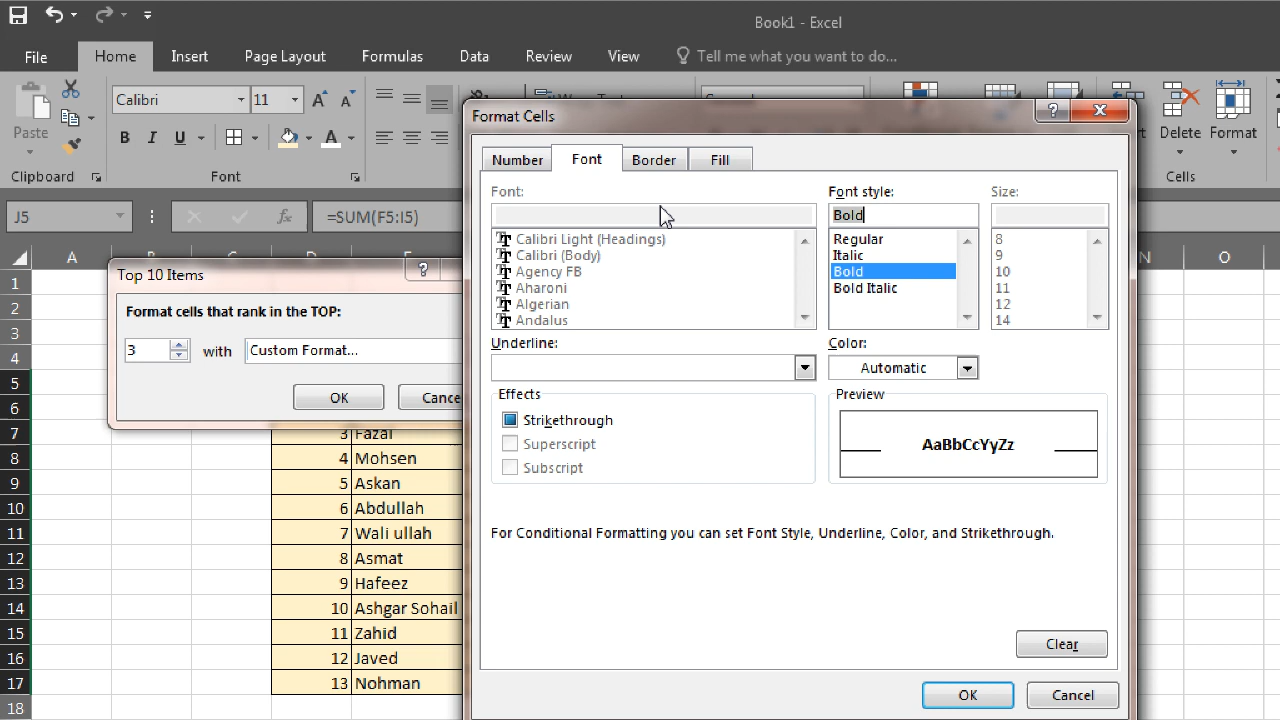 Book1 - Excel
File Home Insert Page Layout Formulas Data Review View Tell me what you want to do...
Paste
Calibri 11
B I U A
Delete Format
Clipboard Font Cells
J5 fx =SUM(F5:I5)
A B N O
1
2
3
4
5
6
7
8
9
10
11
12
13
14
15
16
17
18
Top 10 Items
?
Format cells that rank in the TOP:
3 with Custom Format...
OK
3 Fazal
4 Mohsen
5 Askan
6 Abdullah
7 Wali ullah
8 Asmat
9 Hafeez
10 Ashgar Sohail
11 Zahid
12 Javed
13 Nohman
Format Cells
?
Number Font Border Fill
Font: Font style: Size:
Bold
Calibri Light (Headings) Regular 8
Calibri (Body) Italic 9
Agency FB Bold 10
Aharoni Bold Italic 11
Algerian 12
Andalus 14
Underline: Color:
Automatic
Effects Preview
Strikethrough
Superscript AaBbCcYyZz
Subscript
For Conditional Formatting you can set Font Style, Underline, Color, and Strikethrough.
Clear
OK Cancel